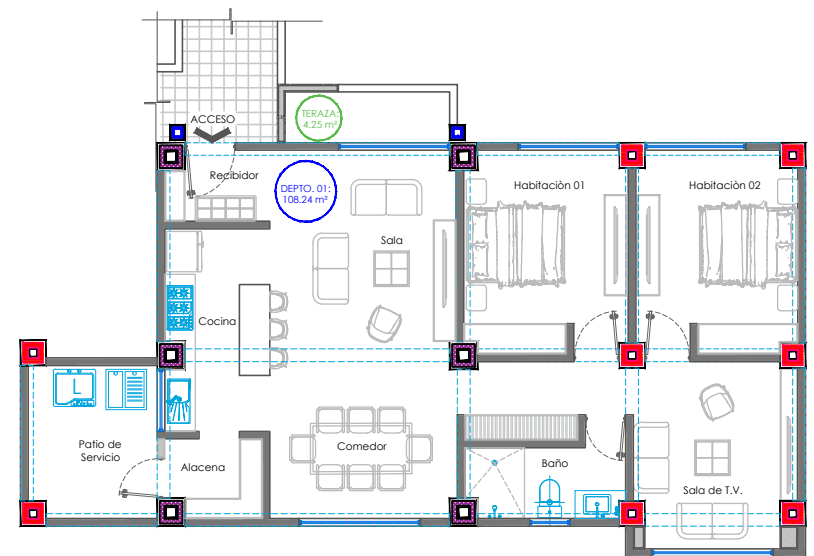 ACCESO
TERAZA:
4.25 m²
Recibidor
DEPTO. 01:
108.24 m²
Habitaciòn 01
Habitaciòn 02
Sala
Cocina
L
Patio de
Servicio
Alacena
Comedor
Baño
Sala de T.V.